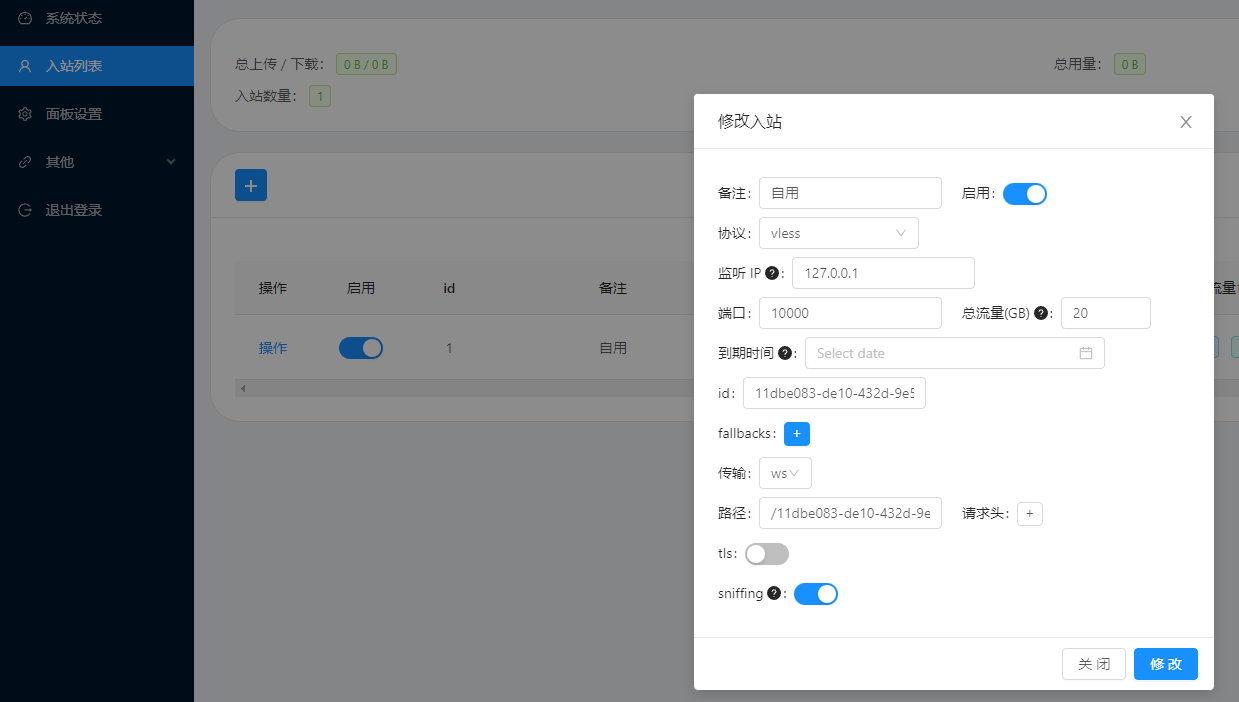 系统状态
入站列表
面板设置
其他
退出登录
总上传 / 下载: 0 B / 0 B
总用量: 0 B
入站数量: 1
+
操作 启用 id 备注 流量
操作 1 自用
修改入站
备注: 自用 启用:
协议: vless
监听 IP ? : 127.0.0.1
端口: 10000 总流量(GB) ? : 20
到期时间 ? : Select date
id: 11dbe083-de10-432d-9e5
fallbacks: +
传输: ws
路径: /11dbe083-de10-432d-9e 请求头: +
tls:
sniffing ? :
关 闭 修 改